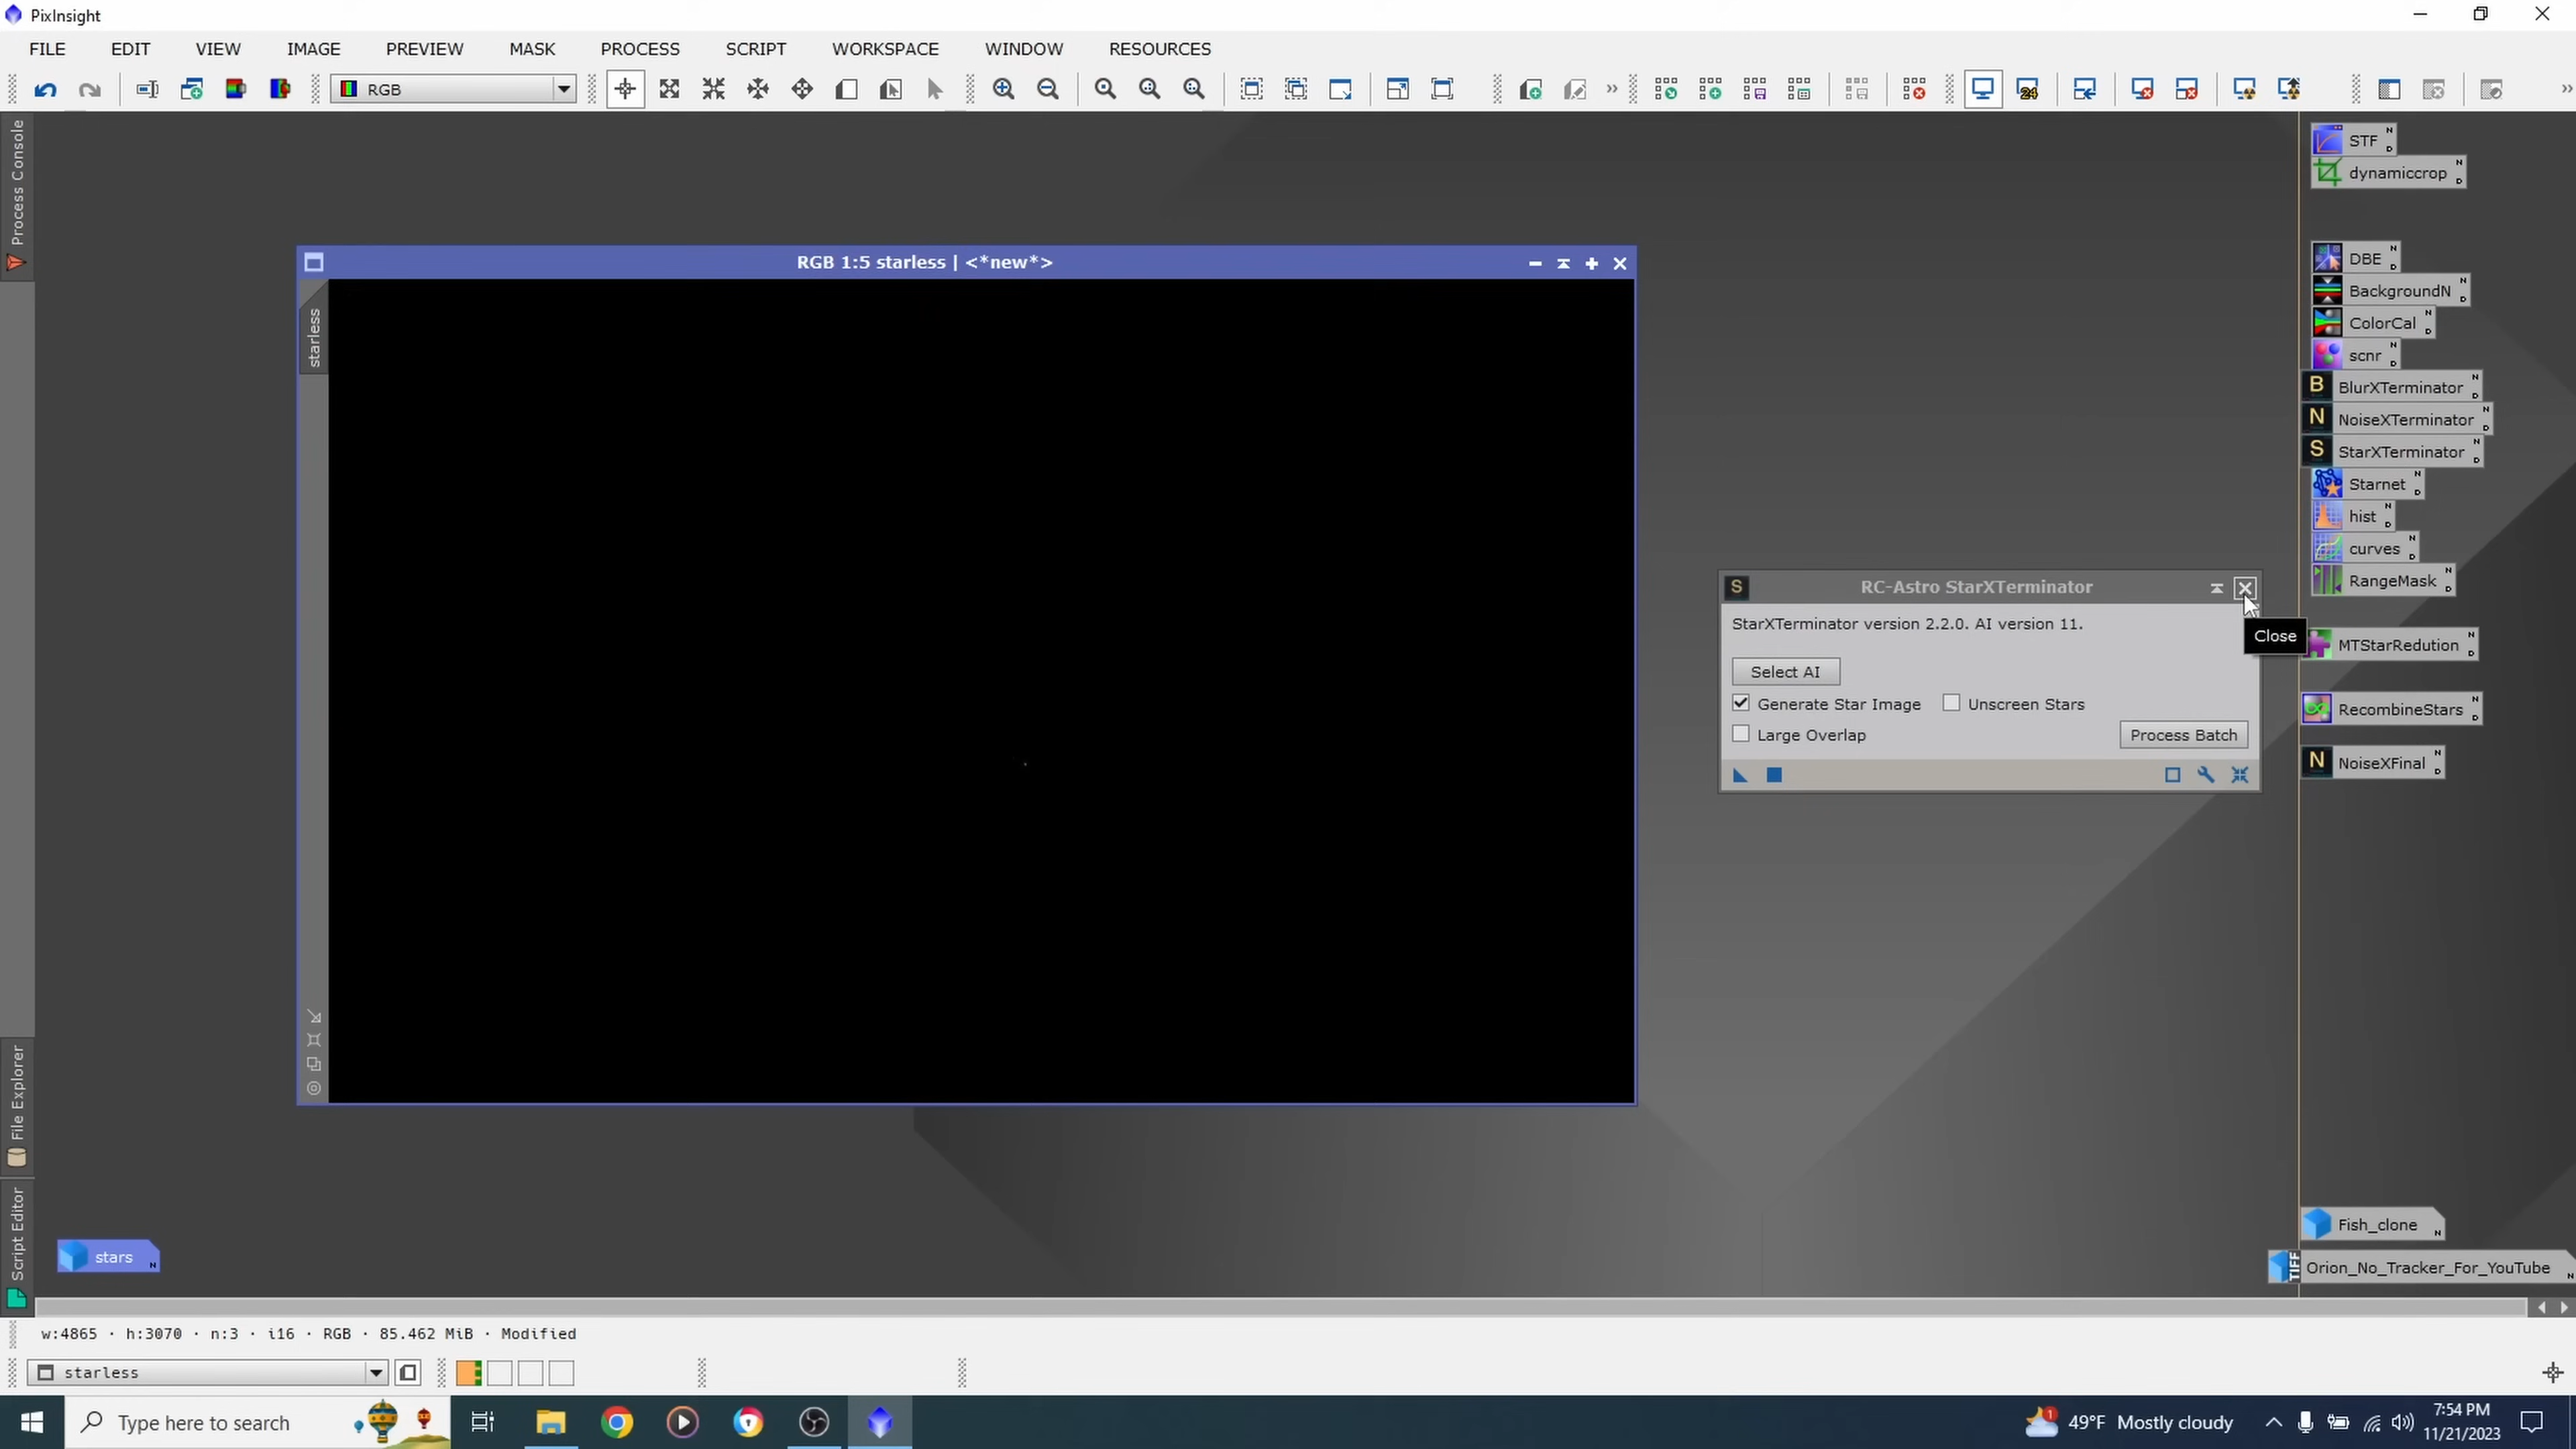 PixInsight
FILE EDIT VIEW IMAGE PREVIEW MASK PROCESS SCRIPT WORKSPACE WINDOW RESOURCES
RGB
24
Process Console
File Explorer
Script Editor
RGB 1:5 starless | <*new*>
starless
STF
dynamiccrop
DBE
BackgroundN
ColorCal
scnr
B BlurXTerminator
N NoiseXTerminator
S StarXTerminator
Starnet
hist
curves
RangeMask
MTStarRedution
RecombineStars
N NoiseXFinal
S RC-Astro StarXTerminator
StarXTerminator version 2.2.0. AI version 11.
Close
Select AI
Generate Star Image Unscreen Stars
Large Overlap Process Batch
Fish_clone
TIFF Orion_No_Tracker_For_YouTube
stars
w:4865 · h:3070 · n:3 · i16 · RGB · 85.462 MiB · Modified
starless
Type here to search
1 49°F Mostly cloudy
7:54 PM
11/21/2023